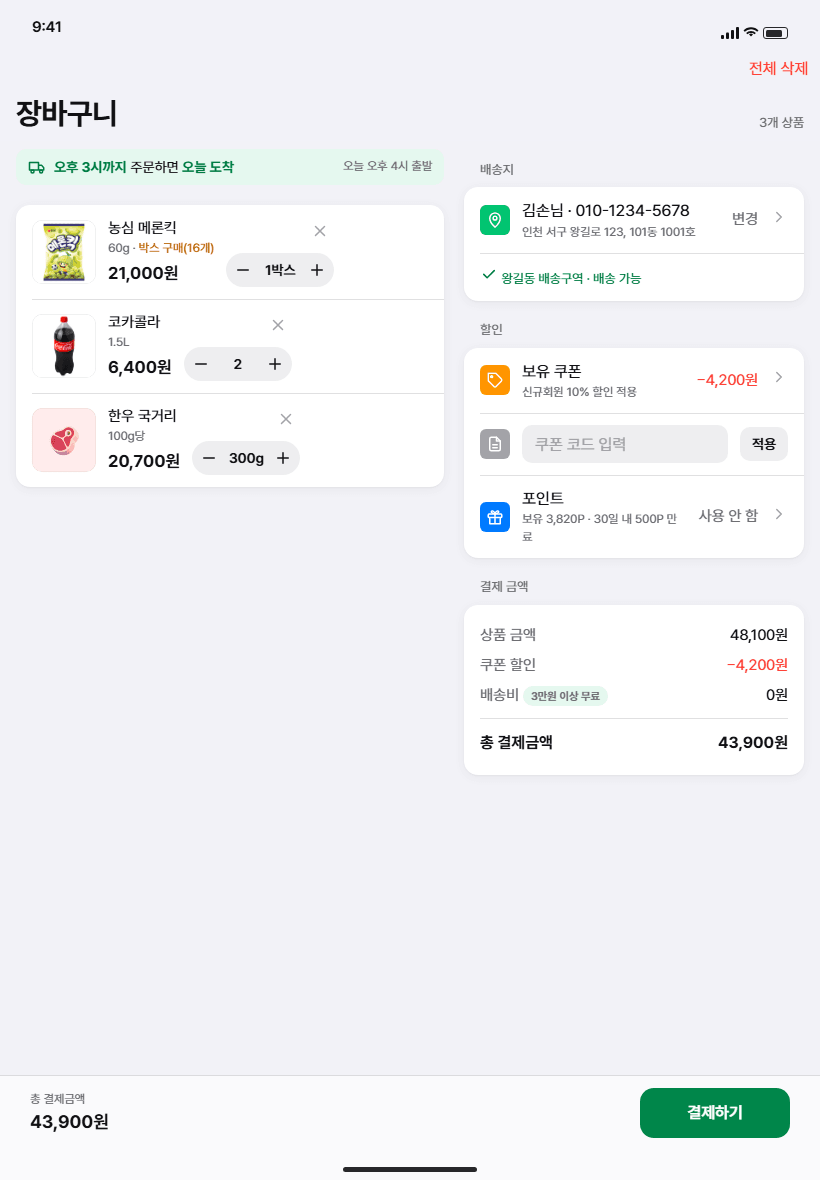 9:41
전체 삭제
장바구니
3개 상품
오후 3시까지 주문하면 오늘 도착
오늘 오후 4시 출발
농심 메론킥
60g · 박스 구매(16개)
21,000원
1박스
코카콜라
1.5L
6,400원
2
한우 국거리
100g당
20,700원
300g
배송지
김손님 · 010-1234-5678
인천 서구 왕길로 123, 101동 1001호
변경
왕길동 배송구역 · 배송 가능
할인
보유 쿠폰
신규회원 10% 할인 적용
−4,200원
쿠폰 코드 입력
적용
포인트
보유 3,820P · 30일 내 500P 만
료
사용 안 함
결제 금액
상품 금액
48,100원
쿠폰 할인
−4,200원
배송비 3만원 이상 무료
0원
총 결제금액
43,900원
총 결제금액
43,900원
결제하기